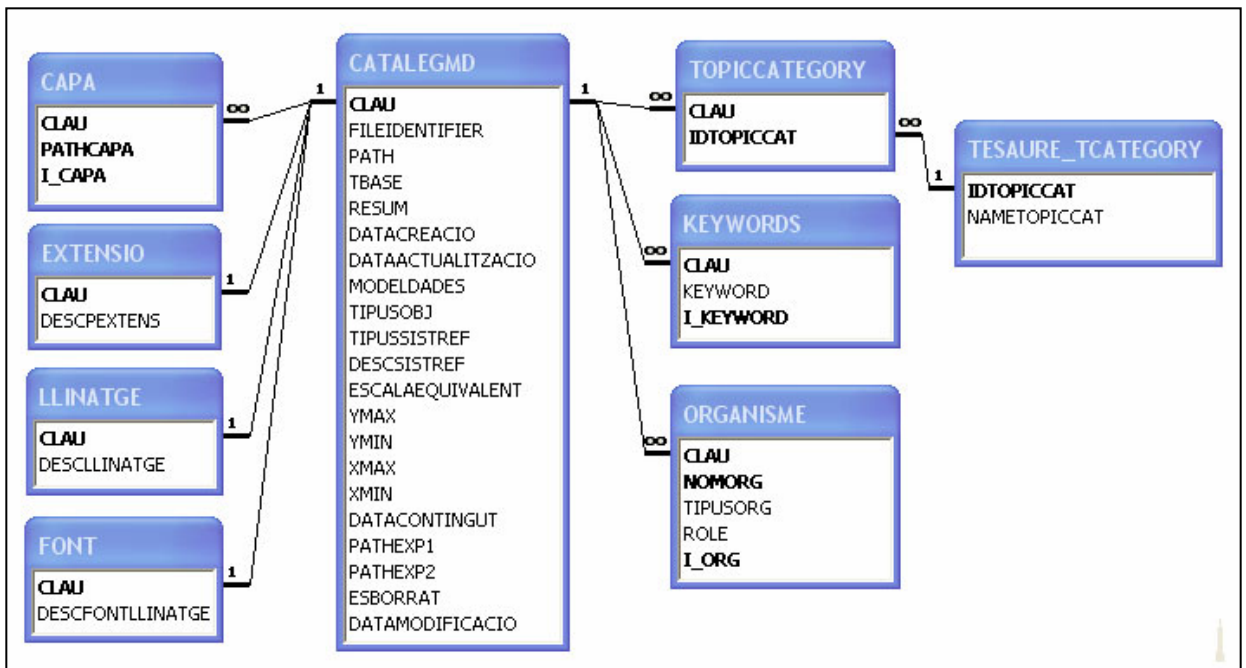 CAPA
CLAU
PATHCAPA
I_CAPA
EXTENSIO
CLAU
DESCPEXTENS
LLINATGE
CLAU
DESCLLINATGE
FONT
CLAU
DESCFONTLLINATGE
1
∞
1
1
1
CATALEGMD
CLAU
FILEIDENTIFIER
PATH
TBASE
RESUM
DATACREACIO
DATAACTUALITZACIO
MODELDADES
TIPUSOBJ
TIPUSSISTREF
DESCSISTREF
ESCALAEQUIVALENT
YMAX
YMIN
XMAX
XMIN
DATACONTINGUT
PATHEXP1
PATHEXP2
ESBORRAT
DATAMODIFICACIO
1
∞
∞
∞
TOPICCATEGORY
CLAU
IDTOPICCAT
KEYWORDS
CLAU
KEYWORD
I_KEYWORD
ORGANISME
CLAU
NOMORG
TIPUSORG
ROLE
I_ORG
∞
1
TESAURE_TCATEGORY
IDTOPICCAT
NAMETOPICCAT